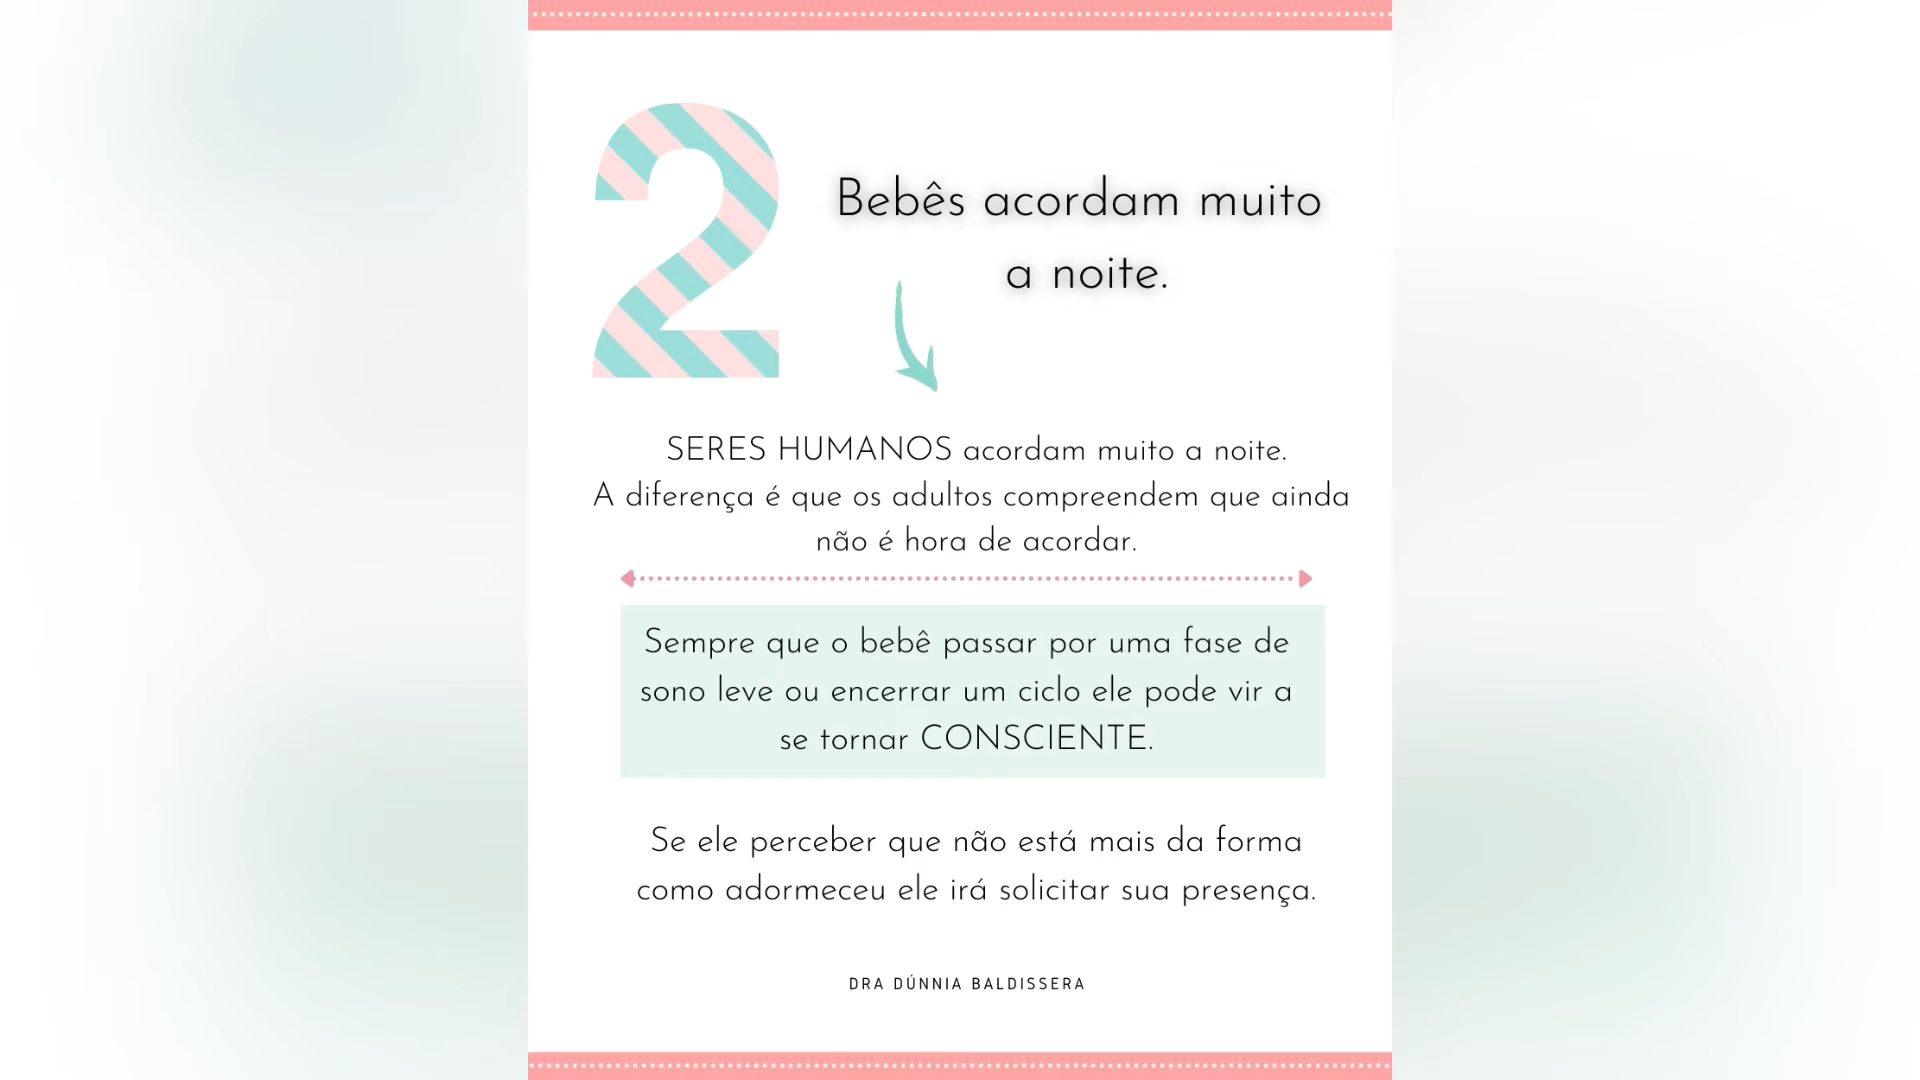 2
Bebês acordam muito
a noite.
SERES HUMANOS acordam muito a noite.
A diferença é que os adultos compreendem que ainda
não é hora de acordar.
Sempre que o bebê passar por uma fase de
sono leve ou encerrar um ciclo ele pode vir a
se tornar CONSCIENTE.
Se ele perceber que não está mais da forma
como adormeceu ele irá solicitar sua presença.
DRA DÚNNIA BALDISSERA